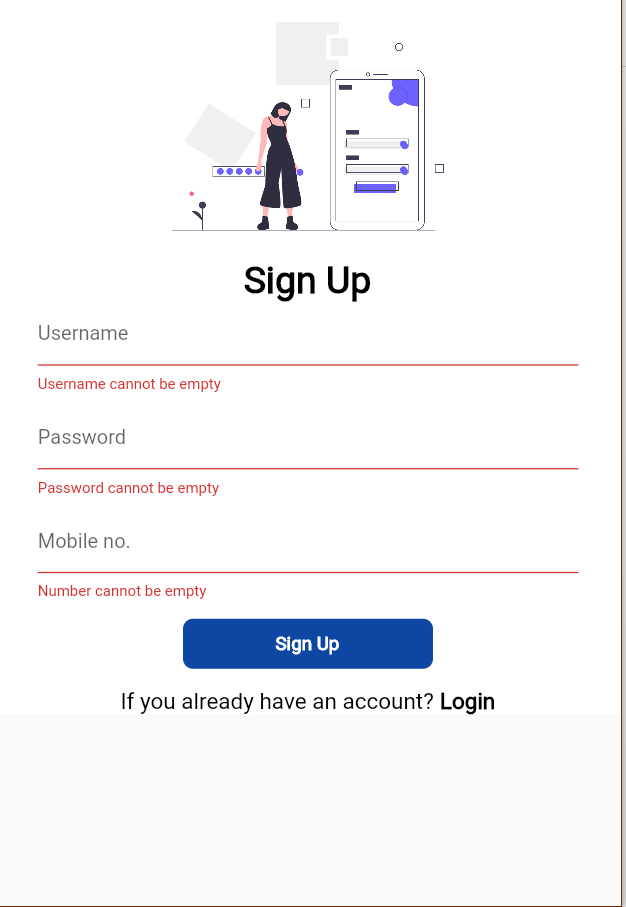 Sign Up
Username
Username cannot be empty
Password
Password cannot be empty
Mobile no.
Number cannot be empty
Sign Up
If you already have an account? Login